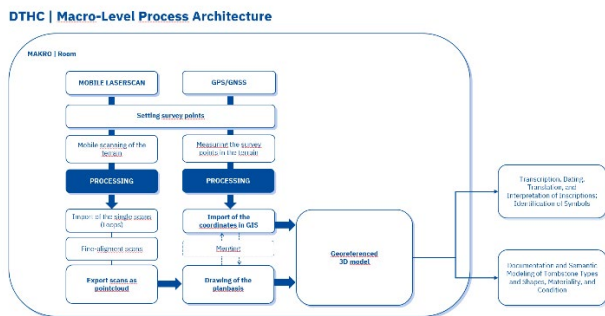 DTHC | Macro-Level Process Architecture
MAKRO | Room
MOBILE LASERSCAN
GPS/GNSS
Setting survey points
Mobile scanning of the
terrain
Measurmt the survey
points in the terrain
PROCESSING
PROCESSING
Import of the single scans
(Loops)
Import of the
coordinates in GIS
Fine-aligment scans
Export scans as
pointcloud
Drawing of the
planbasis
Georeferenced
3D model
Transcription, Dating,
Translation, and
Interpretation of Inscriptions;
Identification of Symbols
Documentation and Semantic
Modeling of Tombstone Types
and Shapes, Materiality, and
Condition